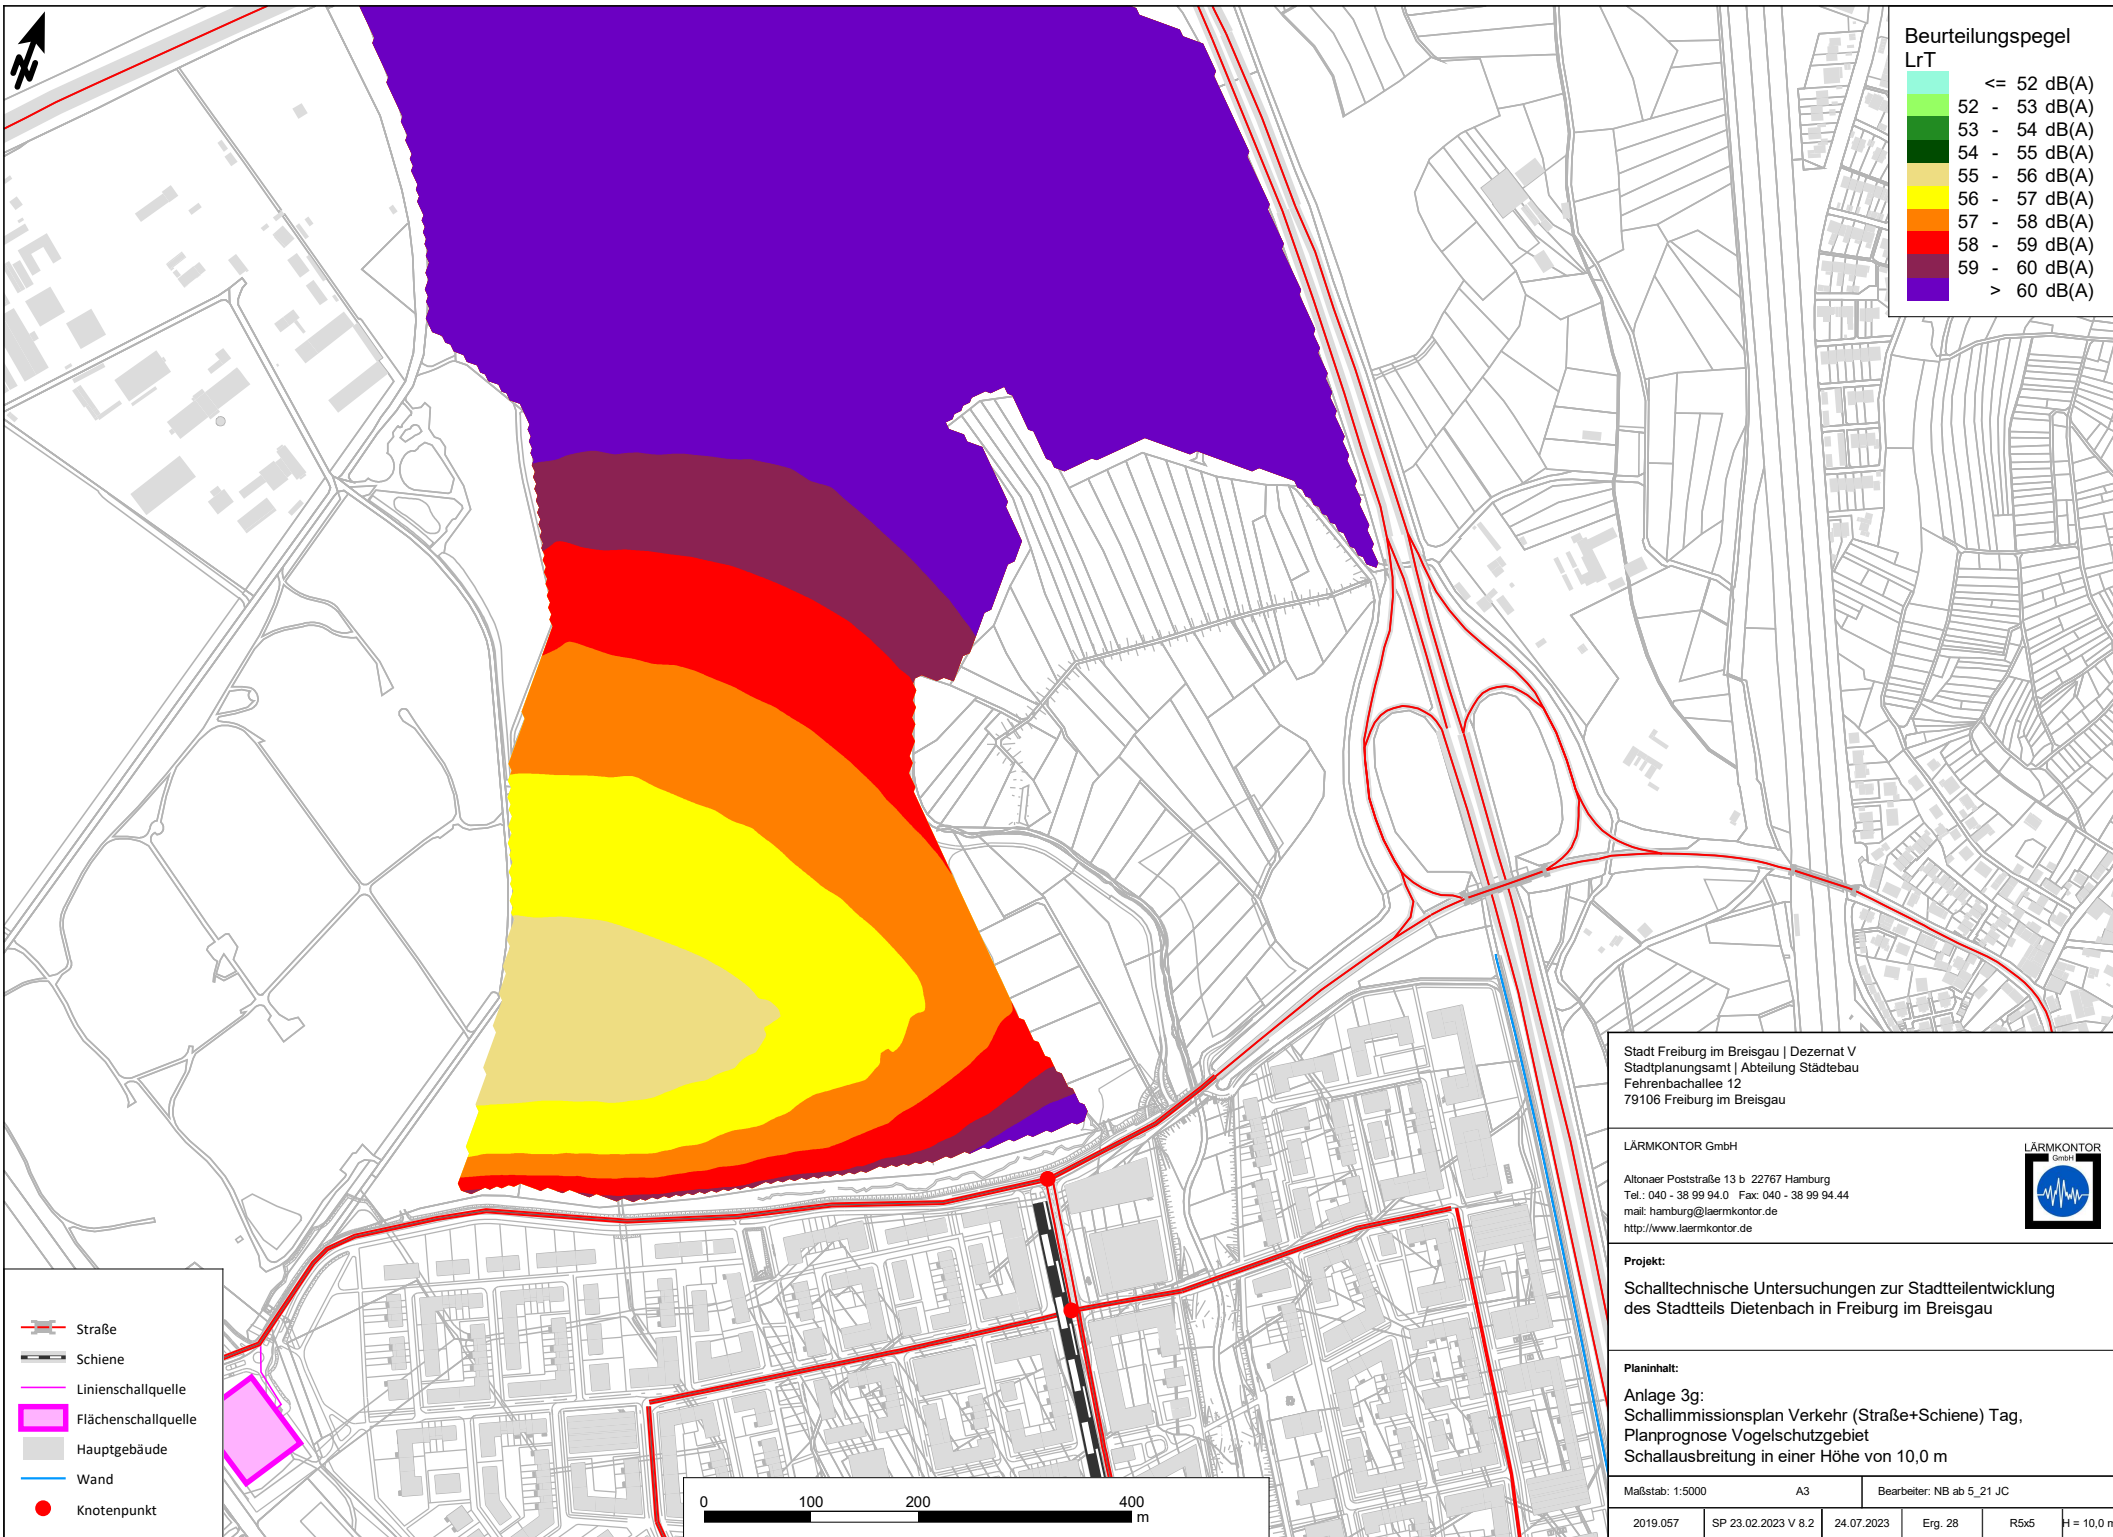 Beurteilungspegel
LrT
<= 52 dB(A)
52 - 53 dB(A)
53 - 54 dB(A)
54 - 55 dB(A)
55 - 56 dB(A)
56 - 57 dB(A)
57 - 58 dB(A)
58 - 59 dB(A)
59 - 60 dB(A)
> 60 dB(A)
Stadt Freiburg im Breisgau | Dezernat V
Stadtplanungsamt | Abteilung Städtebau
Fehrenbachallee 12
79106 Freiburg im Breisgau
LÄRMKONTOR GmbH
Altonaer Poststraße 13 b 22767 Hamburg
Tel.: 040 - 38 99 94.0 Fax: 040 - 38 99 94.44
mail: hamburg@laermkontor.de
http://www.laermkontor.de
LÄRMKONTOR
GmbH
Projekt:
Schalltechnische Untersuchungen zur Stadtteilentwicklung
des Stadtteils Dietenbach in Freiburg im Breisgau
Planinhalt:
Anlage 3g:
Schallimmissionsplan Verkehr (Straße+Schiene) Tag,
Planprognose Vogelschutzgebiet
Schallausbreitung in einer Höhe von 10,0 m
Maßstab: 1:5000 A3 Bearbeiter: NB ab 5_21 JC
2019.057 SP 23.02.2023 V 8.2 24.07.2023 Erg. 28 R5x5 H = 10,0 m
Straße
Schiene
Linienschallquelle
Flächenschallquelle
Hauptgebäude
Wand
Knotenpunkt
0 100 200 400
m
N